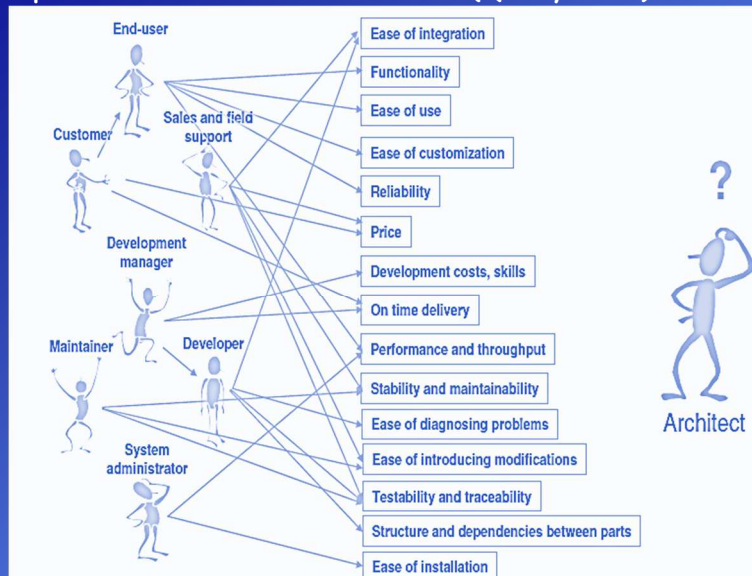 End-user
Customer
Sales and field
support
Development
manager
Maintainer
Developer
System
administrator
Ease of integration
Functionality
Ease of use
Ease of customization
Reliability
Price
Development costs, skills
On time delivery
Performance and throughput
Stability and maintainability
Ease of diagnosing problems
Ease of introducing modifications
Testability and traceability
Structure and dependencies between parts
Ease of installation
?
Architect